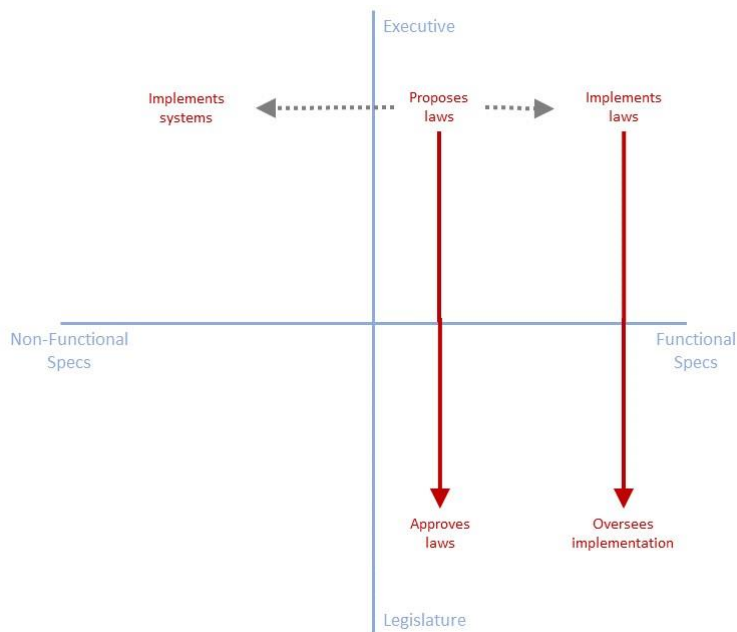 Executive
Implements
systems
Proposes
laws
Implements
laws
Non-Functional
Specs
Functional
Specs
Approves
laws
Oversees
implementation
Legislature